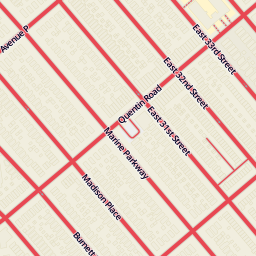 Avenue P
East 33rd Street
East 32nd Street
Quentin Road
East 31st Street
Marine Parkway
Madison Place
Burnett